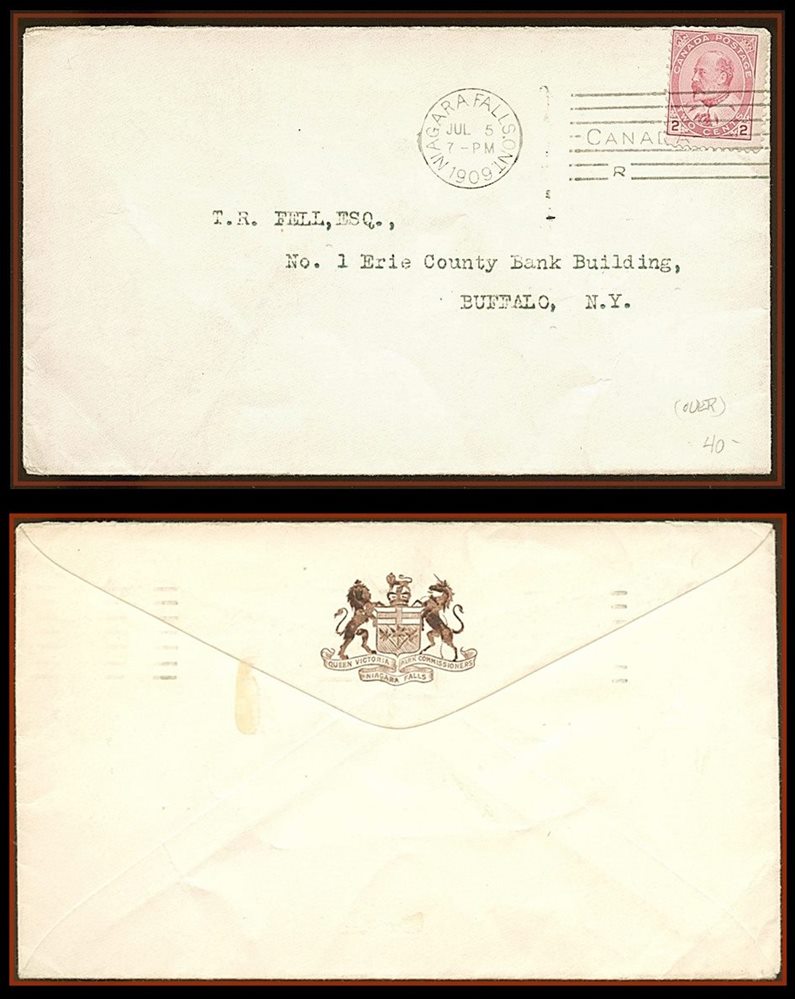 CANADA POSTAGE
TWO CENTS
2 2
NIAGARA FALLS ONT.
JUL 5
7-PM
1909
CANADA
R
T.R. FELL, ESQ.,
No. 1 Erie County Bank Building,
BUFFALO, N.Y.
(OVER)
40-
QUEEN VICTORIA PARK COMMISSIONERS
NIAGARA FALLS